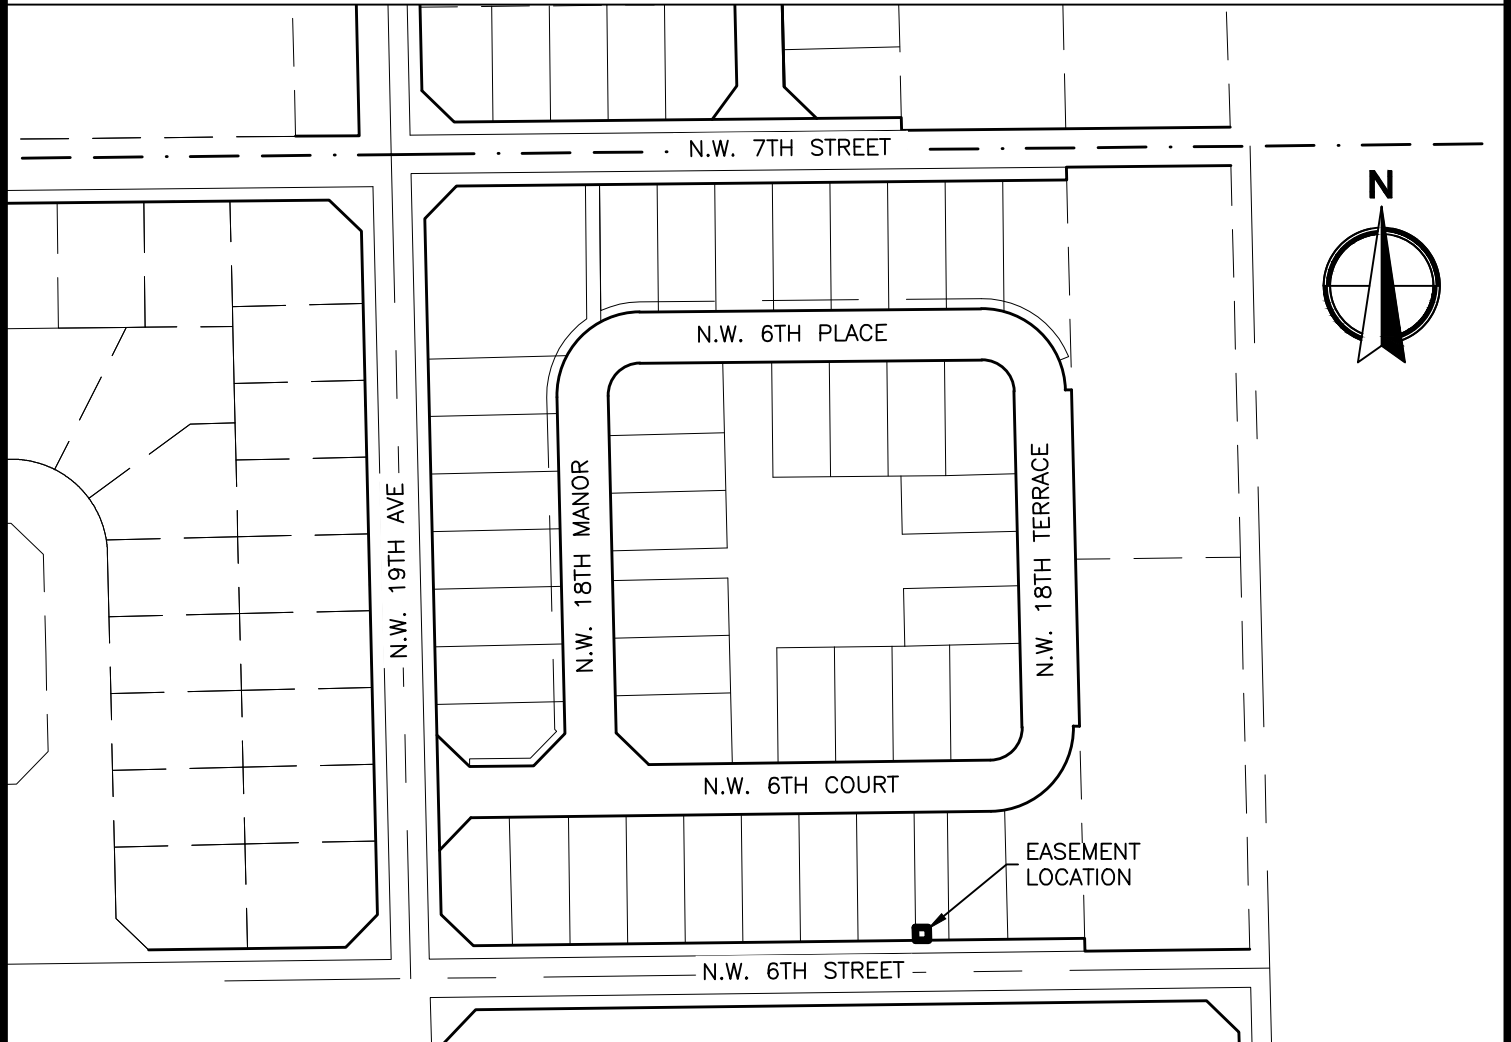 N.W. 7TH STREET
N
N.W. 6TH PLACE
N.W. 19TH AVE
N.W. 18TH MANOR
N.W. 18TH TERRACE
N.W. 6TH COURT
EASEMENT
LOCATION
N.W. 6TH STREET